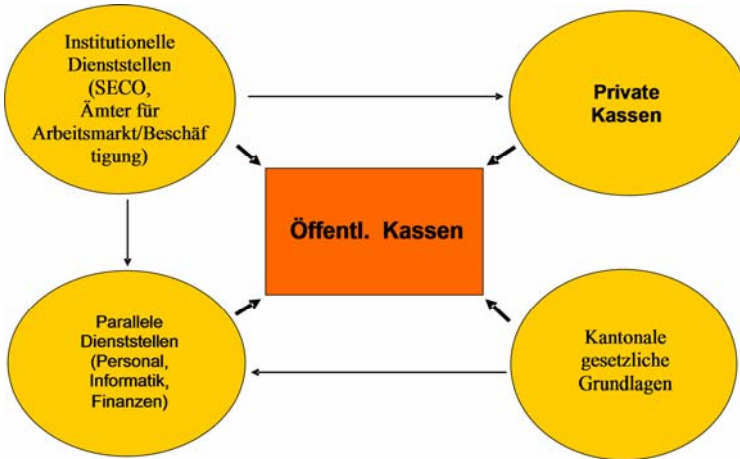 Institutionelle
Dienststellen
(SECO,
Ämter für
Arbeitsmarkt/Beschäf
tigung)
Private
Kassen
Öffentl. Kassen
Parallele
Dienststellen
(Personal,
Informatik,
Finanzen)
Kantonale
gesetzliche
Grundlagen